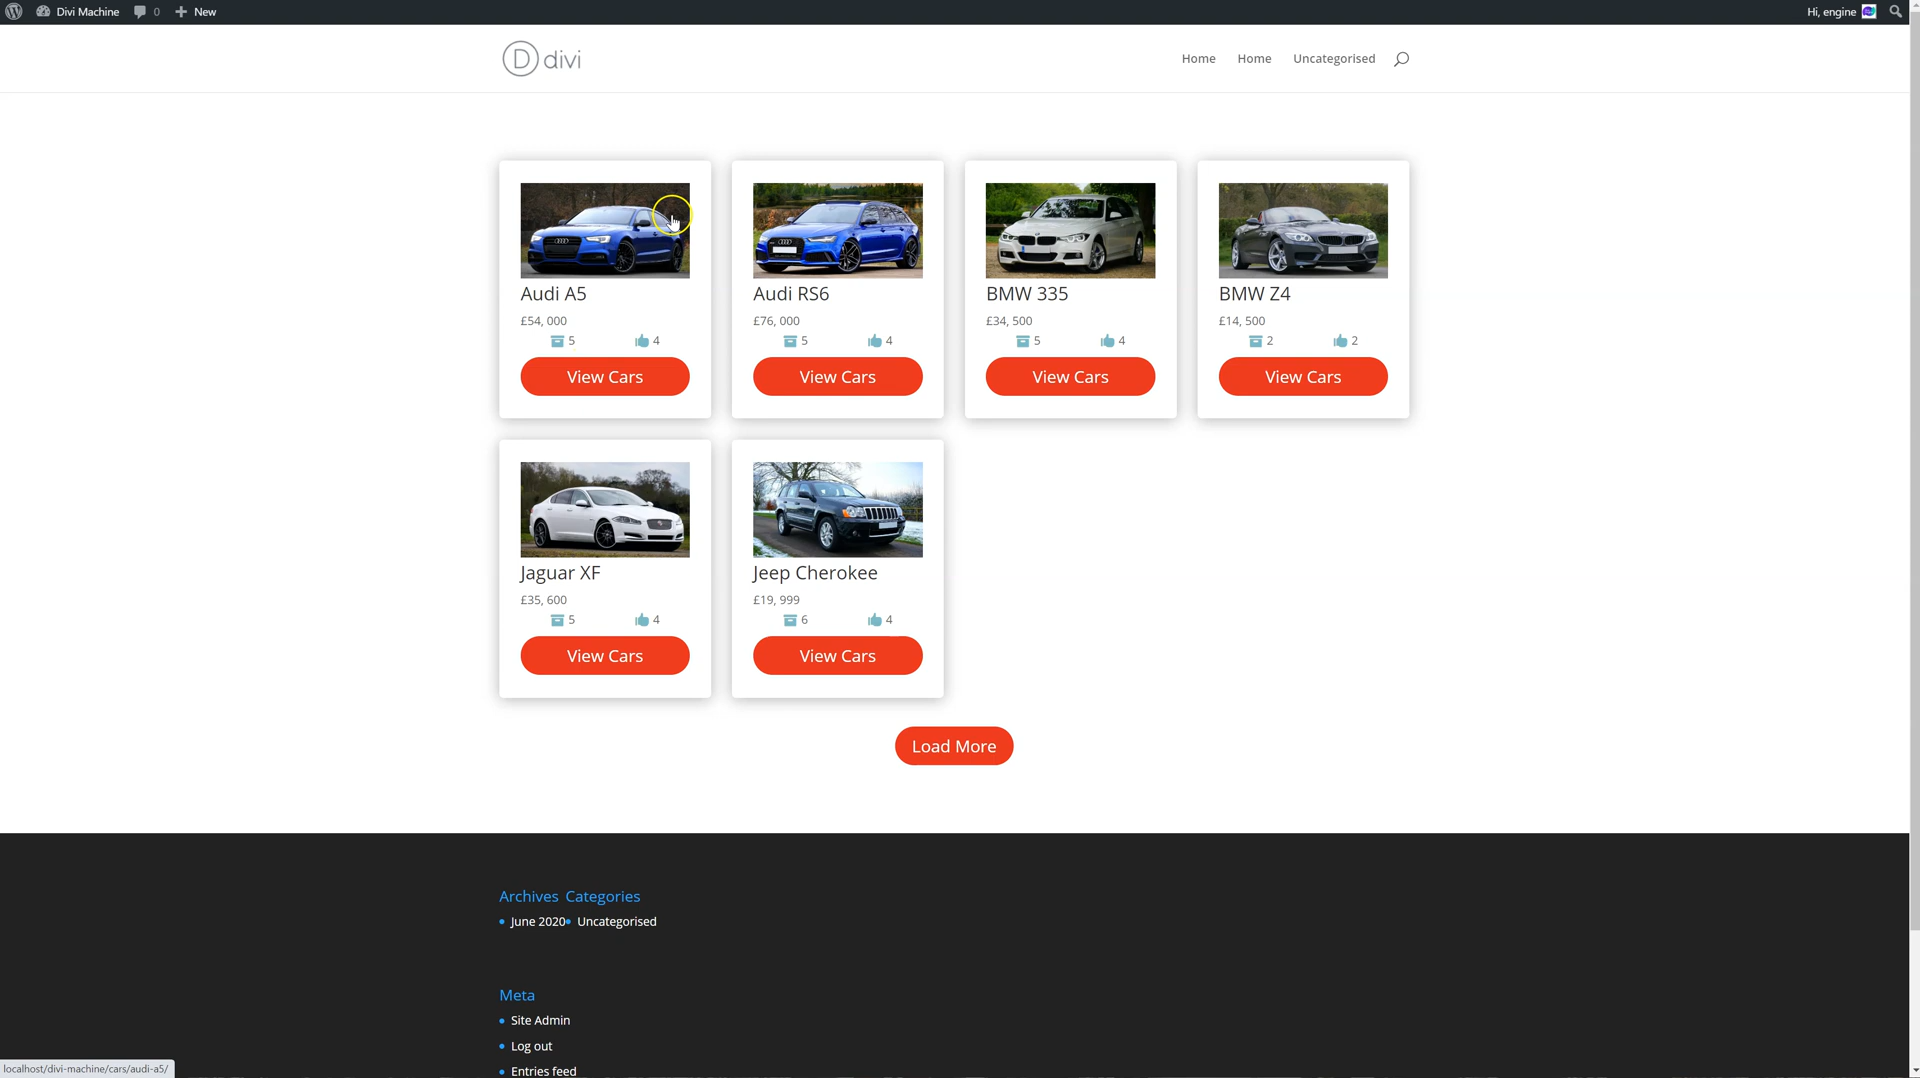 Divi Machine 0 New Hi, engine
D divi Home Home Uncategorised
Audi A5 Audi RS6 BMW 335 BMW Z4
£54, 000 £76, 000 £34, 500 £14, 500
5 4 5 4 5 4 2 2
View Cars View Cars View Cars View Cars
Jaguar XF Jeep Cherokee
£35, 600 £19, 999
5 4 6 4
View Cars View Cars
Load More
Archives Categories
June 2020 Uncategorised
Meta
Site Admin
Log out
Entries feed
localhost/divi-machine/cars/audi-a5/